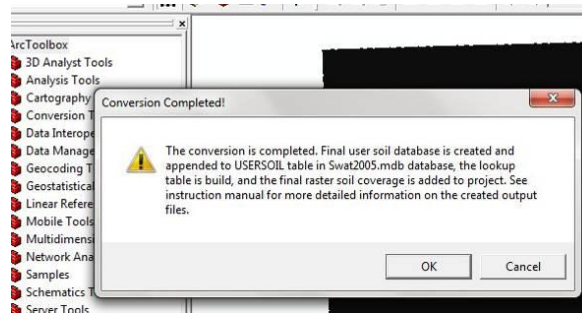 ArcToolbox
3D Analyst Tools
Analysis Tools
Cartography
Conversion T
Data Interope
Data Manage
Geocoding T
Geostatistical
Linear Refere
Mobile Tools
Multidimensi
Network Ana
Samples
Schematics T
Server Tools
Conversion Completed!
The conversion is completed. Final user soil database is created and
appended to USERSOIL table in Swat2005.mdb database, the lookup
table is build, and the final raster soil coverage is added to project. See
instruction manual for more detailed information on the created output
files.
OK
Cancel